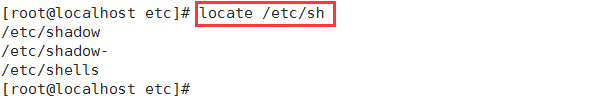 [root@localhost etc]# locate /etc/sh
/etc/shadow
/etc/shadow-
/etc/shells
[root@localhost etc]#